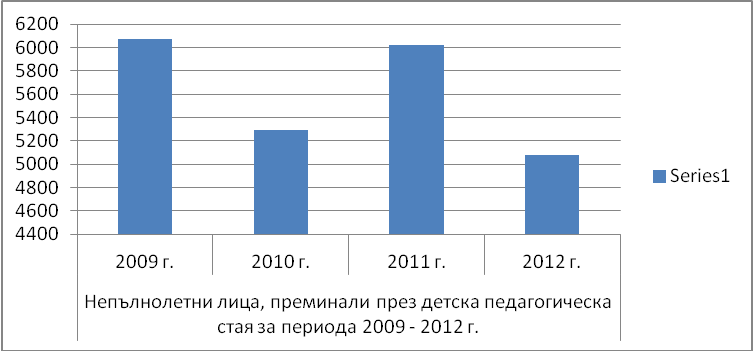 6200
6000
5800
5600
5400
5200
5000
4800
4600
4400
Series1
2009 г. 2010 г. 2011 г. 2012 г.
Непълнолетни лица, преминали през детска педагогическа
стая за периода 2009 - 2012 г.